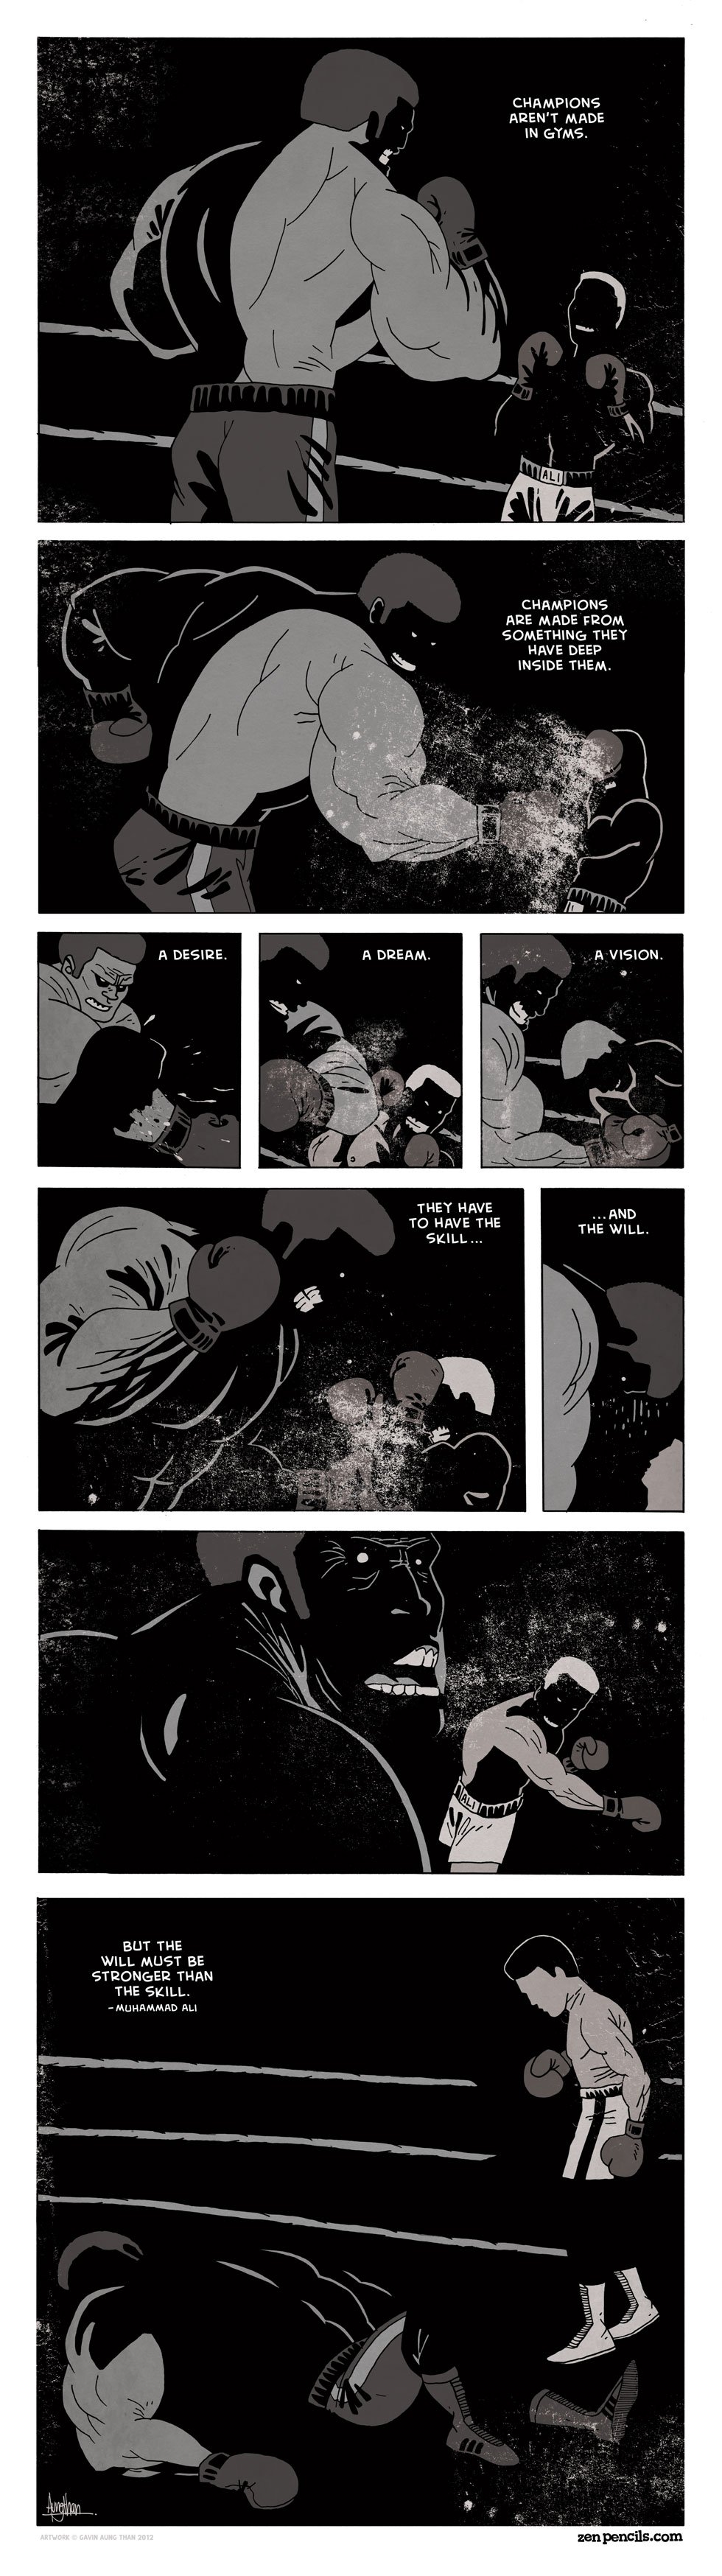 CHAMPIONS
AREN'T MADE
IN GYMS.
ALI
CHAMPIONS
ARE MADE FROM
SOMETHING THEY
HAVE DEEP
INSIDE THEM.
A DESIRE.
A DREAM.
A VISION.
THEY HAVE
TO HAVE THE
SKILL...
...AND
THE WILL.
ALI
BUT THE
WILL MUST BE
STRONGER THAN
THE SKILL.
-MUHAMMAD ALI
Aungthan.
ARTWORK © GAVIN AUNG THAN 2012
zenpencils.com